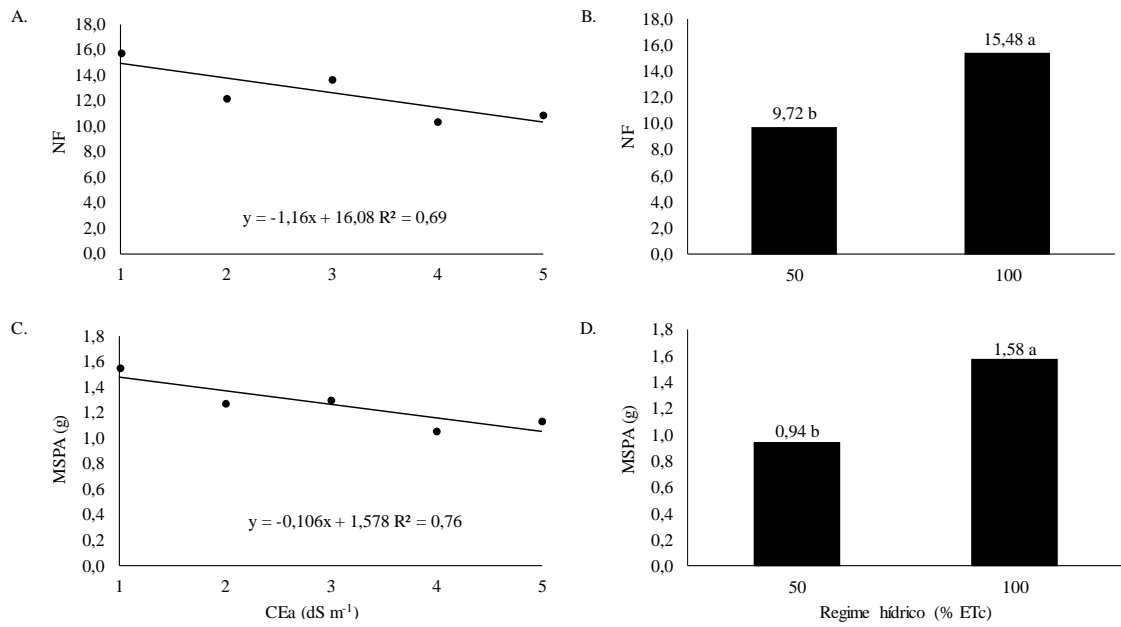 A.
18,0
16,0
14,0
12,0
10,0
8,0
6,0
4,0
2,0
0,0
NF
y = -1,16x + 16,08 R² = 0,69
1 2 3 4 5
B.
18,0
16,0
14,0
12,0
10,0
8,0
6,0
4,0
2,0
0,0
NF
9,72 b
15,48 a
50 100
C.
1,8
1,6
1,4
1,2
1,0
0,8
0,6
0,4
0,2
0,0
MSPA (g)
y = -0,106x + 1,578 R² = 0,76
1 2 3 4 5
CEa (dS m⁻¹)
D.
1,8
1,6
1,4
1,2
1,0
0,8
0,6
0,4
0,2
0,0
MSPA (g)
0,94 b
1,58 a
50 100
Regime hídrico (% ETc)